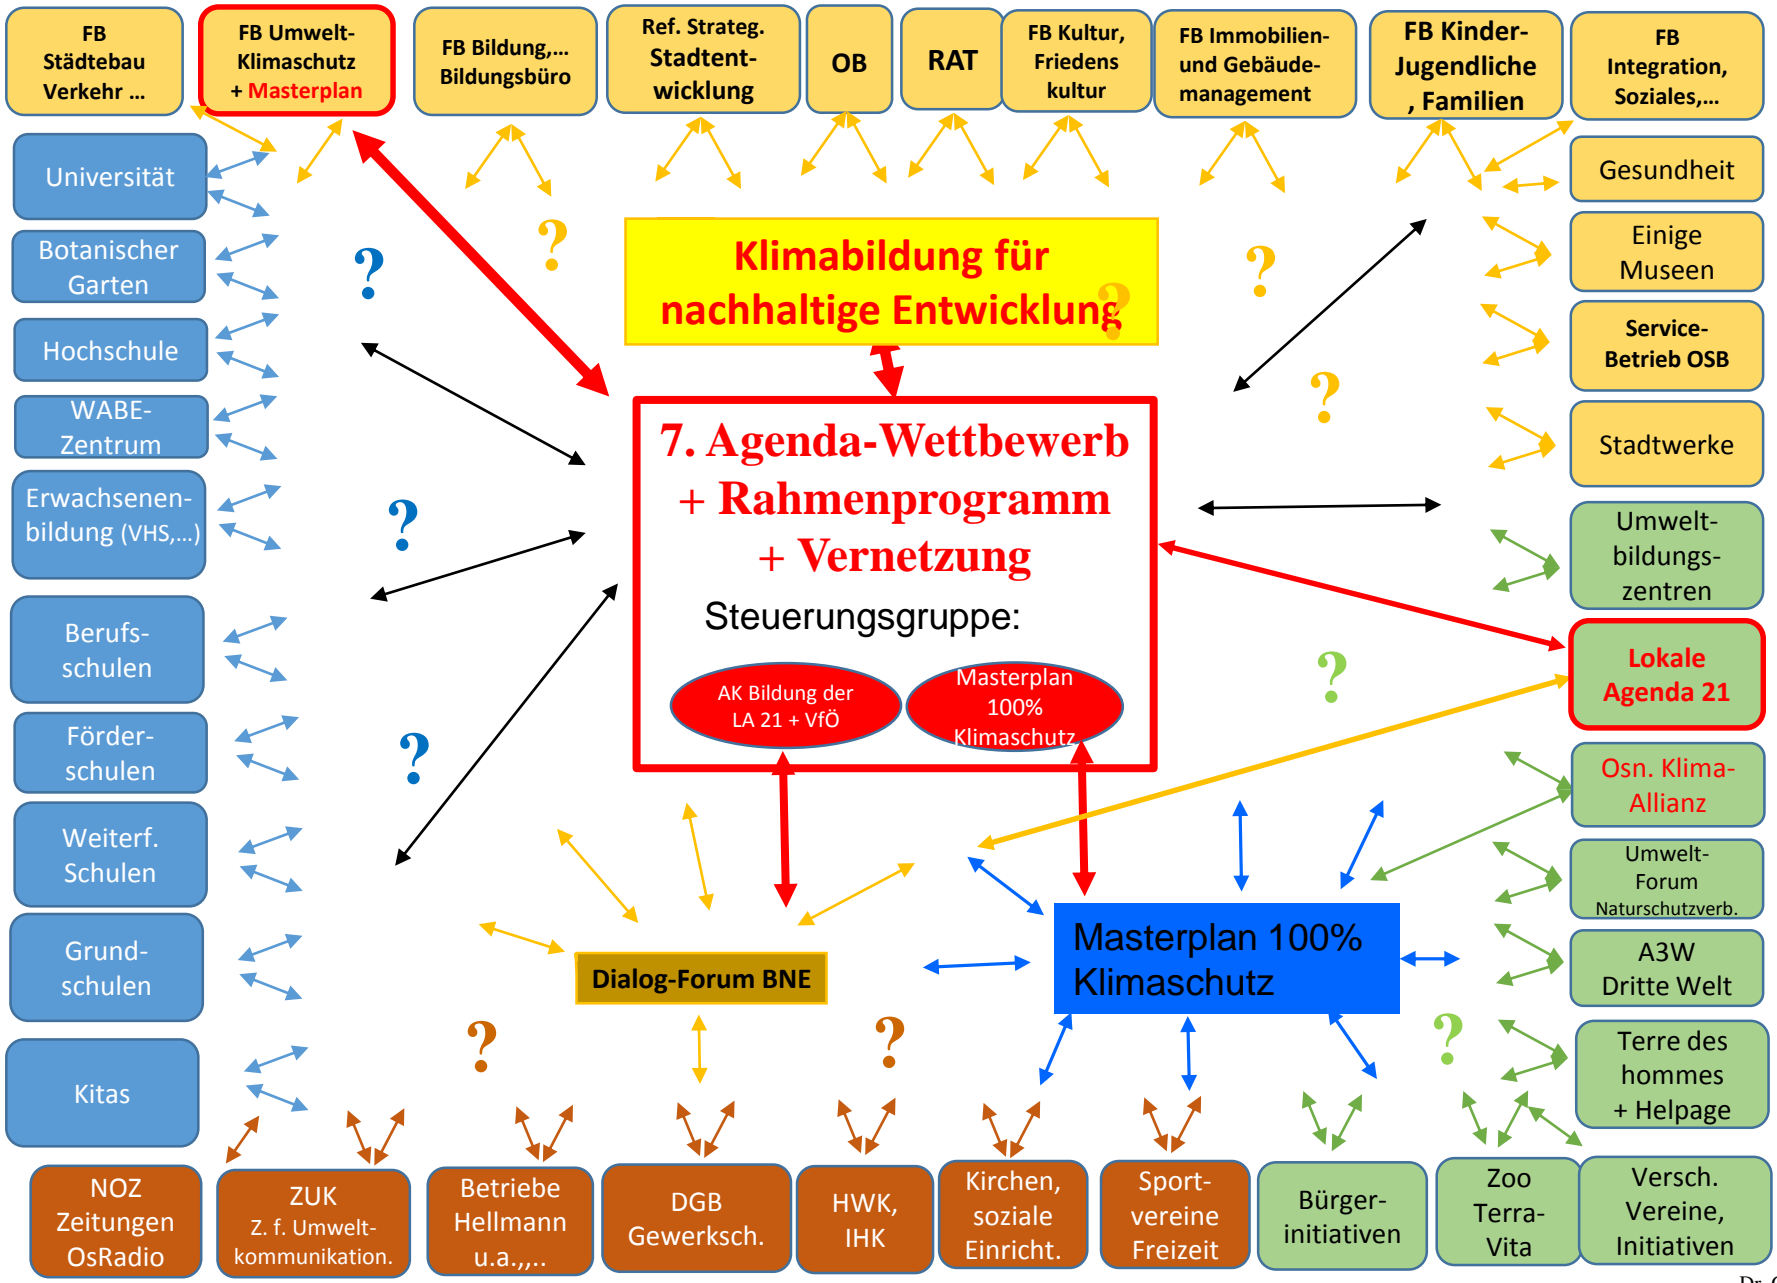 FB
Städtebau
Verkehr ...
FB Umwelt-
Klimaschutz
+ Masterplan
FB Bildung,...
Bildungsbüro
Ref. Strateg.
Stadtent-
wicklung
OB
RAT
FB Kultur,
Friedens
kultur
FB Immobilien-
und Gebäude-
management
FB Kinder-
Jugendliche
, Familien
FB
Integration,
Soziales,...
Universität
Botanischer
Garten
Hochschule
WABE-
Zentrum
Erwachsenen-
bildung (VHS,...)
Berufs-
schulen
Förder-
schulen
Weiterf.
Schulen
Grund-
schulen
Kitas
?
?
?
?
Klimabildung für
nachhaltige Entwicklung
?
?
?
?
7. Agenda-Wettbewerb
+ Rahmenprogramm
+ Vernetzung
Steuerungsgruppe:
AK Bildung der
LA 21 + VfÖ
Masterplan
100%
Klimaschutz
?
Dialog-Forum BNE
Masterplan 100%
Klimaschutz
?
?
?
Gesundheit
Einige
Museen
Service-
Betrieb OSB
Stadtwerke
Umwelt-
bildungs-
zentren
Lokale
Agenda 21
Osn. Klima-
Allianz
Umwelt-
Forum
Naturschutzverb.
A3W
Dritte Welt
Terre des
hommes
+ Helpage
NOZ
Zeitungen
OsRadio
ZUK
Z. f. Umwelt-
kommunikation.
Betriebe
Hellmann
u.a.,,..
DGB
Gewerksch.
HWK,
IHK
Kirchen,
soziale
Einricht.
Sport-
vereine
Freizeit
Bürger-
initiativen
Zoo
Terra-
Vita
Versch.
Vereine,
Initiativen